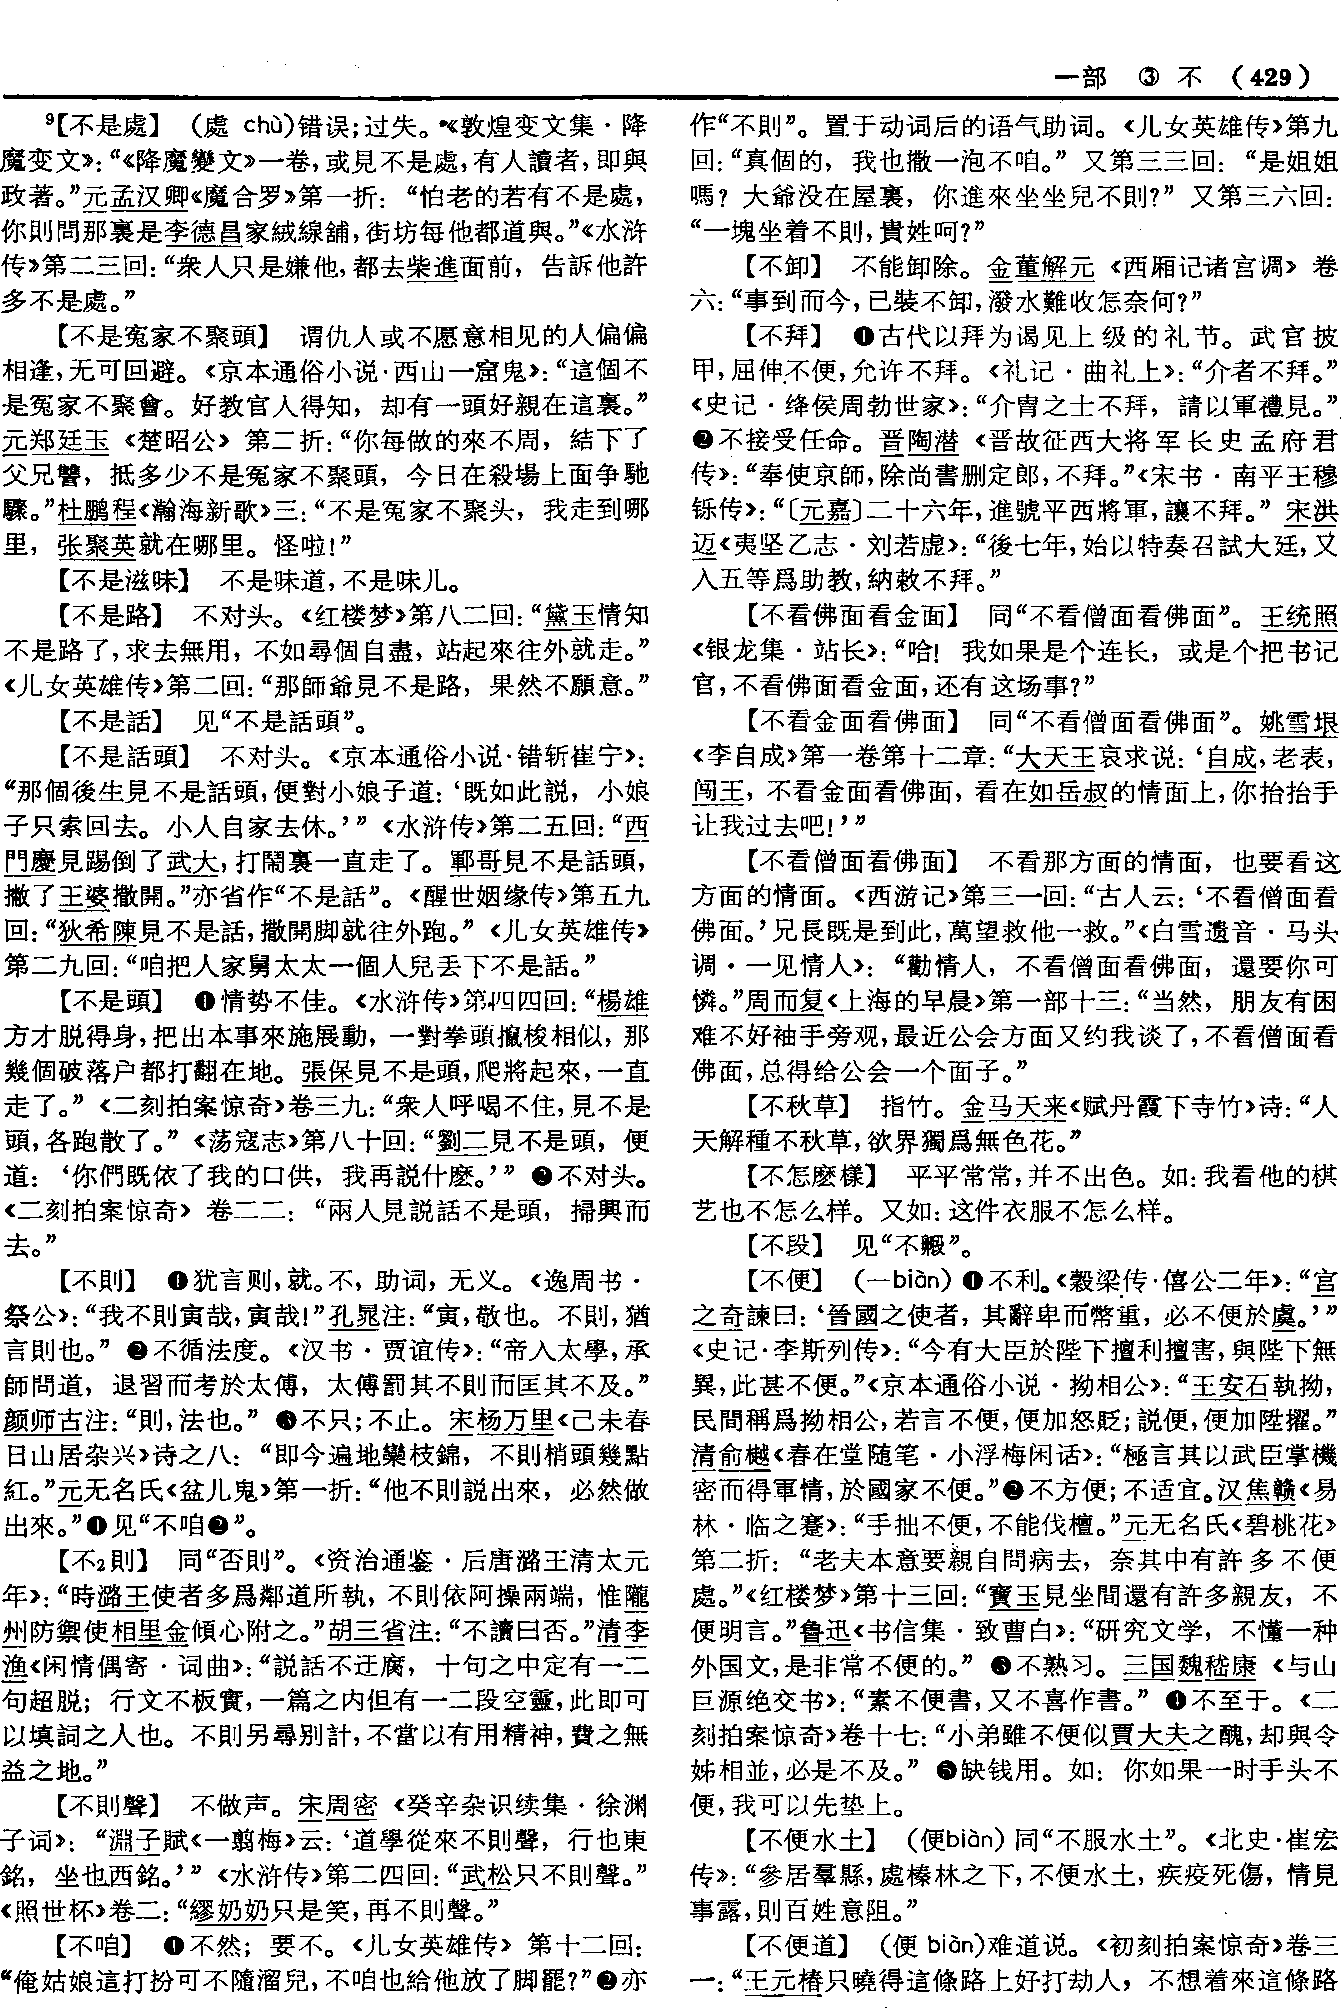 一部 ③ 不 (429)
⁹【不是處】 (處 chù)错误;过失。《敦煌变文集·降
魔变文》:“《降魔變文》一卷,或見不是處,有人讀者,即與
政著。”元孟汉卿《魔合罗》第一折:“怕老的若有不是處,
你則問那裏是李德昌家絨線舖,街坊每他都道與。”《水浒
传》第二三回:“衆人只是嫌他,都去柴進面前,告訴他許
多不是處。”
【不是冤家不聚頭】 谓仇人或不愿意相见的人偏偏
相逢,无可回避。《京本通俗小说·西山一窟鬼》:“這個不
是冤家不聚會。好教官人得知,却有一頭好親在這裏。”
元郑廷玉《楚昭公》第二折:“你每做的來不周,結下了
父兄讐,抵多少不是冤家不聚頭,今日在殺場上面争馳
驟。”杜鹏程《瀚海新歌》三:“不是冤家不聚头,我走到哪
里,张聚英就在哪里。怪啦!”
【不是滋味】 不是味道,不是味儿。
【不是路】 不对头。《红楼梦》第八二回:“黛玉情知
不是路了,求去無用,不如尋個自盡,站起來往外就走。”
《儿女英雄传》第二回:“那師爺見不是路,果然不願意。”
【不是話】 见“不是話頭”。
【不是話頭】 不对头。《京本通俗小说·错斩崔宁》:
“那個後生見不是話頭,便對小娘子道:‘既如此説,小娘
子只索回去。小人自家去休。’”《水浒传》第二五回:“西
門慶見踢倒了武大,打鬧裏一直走了。鄆哥見不是話頭,
撇了王婆撒開。”亦省作“不是話”。《醒世姻缘传》第五九
回:“狄希陳見不是話,撒開脚就往外跑。”《儿女英雄传》
第二九回:“咱把人家舅太太一個人兒丢下不是話。”
【不是頭】 ❶情势不佳。《水浒传》第四四回:“楊雄
方才脱得身,把出本事來施展動,一對拳頭攛梭相似,那
幾個破落户都打翻在地。張保見不是頭,爬將起來,一直
走了。”《二刻拍案惊奇》卷三九:“衆人呼喝不住,見不是
頭,各跑散了。”《荡寇志》第八十回:“劉二見不是頭,便
道:‘你們既依了我的口供,我再説什麽。’”❷不对头。
《二刻拍案惊奇》卷二二:“兩人見説話不是頭,掃興而
去。”
【不則】 ❶犹言则,就。不,助词,无义。《逸周书·
祭公》:“我不則寅哉,寅哉!”孔晁注:“寅,敬也。不則,猶
言則也。”❷不循法度。《汉书·贾谊传》:“帝入太學,承
師問道,退習而考於太傅,太傅罰其不則而匡其不及。”
颜师古注:“則,法也。”❸不只;不止。宋杨万里《己未春
日山居杂兴》诗之八:“即今遍地欒枝錦,不則梢頭幾點
紅。”元无名氏《盆儿鬼》第一折:“他不則説出來,必然做
出來。”❹见“不咱❷”。
【不₂則】 同“否則”。《资治通鉴·后唐潞王清太元
年》:“時潞王使者多爲鄰道所執,不則依阿操兩端,惟隴
州防禦使相里金傾心附之。”胡三省注:“不讀曰否。”清李
渔《闲情偶寄·词曲》:“説話不迂腐,十句之中定有一二
句超脱;行文不板實,一篇之内但有一二段空靈,此即可
以填詞之人也。不則另尋别計,不當以有用精神,費之無
益之地。”
【不則聲】 不做声。宋周密《癸辛杂识续集·徐渊
子词》:“淵子賦《一翦梅》云:‘道學從來不則聲,行也東
銘,坐也西銘。’”《水浒传》第二四回:“武松只不則聲。”
《照世杯》卷二:“繆奶奶只是笑,再不則聲。”
【不咱】 ❶不然;要不。《儿女英雄传》第十二回:
“俺姑娘這打扮可不隨溜兒,不咱也給他放了脚罷?”❷亦
作“不則”。置于动词后的语气助词。《儿女英雄传》第九
回:“真個的,我也撒一泡不咱。”又第三三回:“是姐姐
嗎?大爺没在屋裏,你進來坐坐兒不則?”又第三六回:
“一塊坐着不則,貴姓呵?”
【不卸】 不能卸除。金董解元《西厢记诸宫调》卷
六:“事到而今,已裝不卸,潑水難收怎奈何?”
【不拜】 ❶古代以拜为谒见上级的礼节。武官披
甲,屈伸不便,允许不拜。《礼记·曲礼上》:“介者不拜。”
《史记·绛侯周勃世家》:“介胄之士不拜,請以軍禮見。”
❷不接受任命。晋陶潜《晋故征西大将军长史孟府君
传》:“奉使京師,除尚書删定郎,不拜。”《宋书·南平王穆
铄传》:“〔元嘉〕二十六年,進號平西將軍,讓不拜。”宋洪
迈《夷坚乙志·刘若虚》:“後七年,始以特奏召試大廷,又
入五等爲助教,納敕不拜。”
【不看佛面看金面】 同“不看僧面看佛面”。王统照
《银龙集·站长》:“哈!我如果是个连长,或是个把书记
官,不看佛面看金面,还有这场事?”
【不看金面看佛面】 同“不看僧面看佛面”。姚雪垠
《李自成》第一卷第十二章:“大天王哀求说:‘自成,老表,
闯王,不看金面看佛面,看在如岳叔的情面上,你抬抬手
让我过去吧!’”
【不看僧面看佛面】 不看那方面的情面,也要看这
方面的情面。《西游记》第三一回:“古人云:‘不看僧面看
佛面。’兄長既是到此,萬望救他一救。”《白雪遗音·马头
调·一见情人》:“勸情人,不看僧面看佛面,還要你可
憐。”周而复《上海的早晨》第一部十三:“当然,朋友有困
难不好袖手旁观,最近公会方面又约我谈了,不看僧面看
佛面,总得给公会一个面子。”
【不秋草】 指竹。金马天来《赋丹霞下寺竹》诗:“人
天解種不秋草,欲界獨爲無色花。”
【不怎麽樣】 平平常常,并不出色。如:我看他的棋
艺也不怎么样。又如:这件衣服不怎么样。
【不段】 见“不毈”。
【不便】 (—biàn)❶不利。《穀梁传·僖公二年》:“宫
之奇諫曰:‘晉國之使者,其辭卑而幣重,必不便於虞。’”
《史记·李斯列传》:“今有大臣於陛下擅利擅害,與陛下無
異,此甚不便。”《京本通俗小说·拗相公》:“王安石執拗,
民間稱爲拗相公,若言不便,便加怒貶;説便,便加陞擢。”
清俞樾《春在堂随笔·小浮梅闲话》:“極言其以武臣掌機
密而得軍情,於國家不便。”❷不方便;不适宜。汉焦赣《易
林·临之蹇》:“手拙不便,不能伐檀。”元无名氏《碧桃花》
第二折:“老夫本意要親自問病去,奈其中有許多不便
處。”《红楼梦》第十三回:“寶玉見坐間還有許多親友,不
便明言。”鲁迅《书信集·致曹白》:“研究文学,不懂一种
外国文,是非常不便的。”❸不熟习。三国魏嵇康《与山
巨源绝交书》:“素不便書,又不喜作書。”❹不至于。《二
刻拍案惊奇》卷十七:“小弟雖不便似賈大夫之醜,却與令
姊相並,必是不及。”❺缺钱用。如:你如果一时手头不
便,我可以先垫上。
【不便水土】 (便biàn)同“不服水土”。《北史·崔宏
传》:“參居羣縣,處榛林之下,不便水土,疾疫死傷,情見
事露,則百姓意阻。”
【不便道】 (便 biàn)难道说。《初刻拍案惊奇》卷三
一:“王元椿只曉得這條路上好打劫人,不想着來這條路